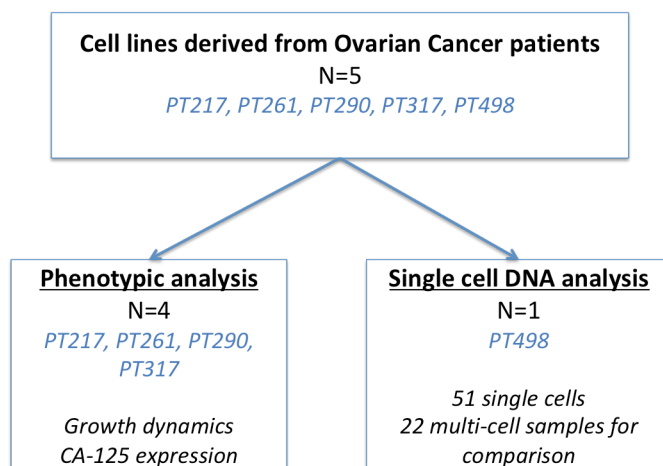 Cell lines derived from Ovarian Cancer patients
N=5
PT217, PT261, PT290, PT317, PT498
Phenotypic analysis
N=4
PT217, PT261, PT290,
PT317
Growth dynamics
CA-125 expression
Single cell DNA analysis
N=1
PT498
51 single cells
22 multi-cell samples for
comparison